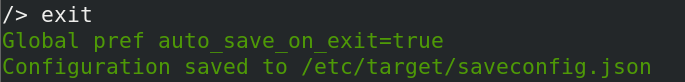 /> exit
Global pref auto_save_on_exit=true
Configuration saved to /etc/target/saveconfig.json